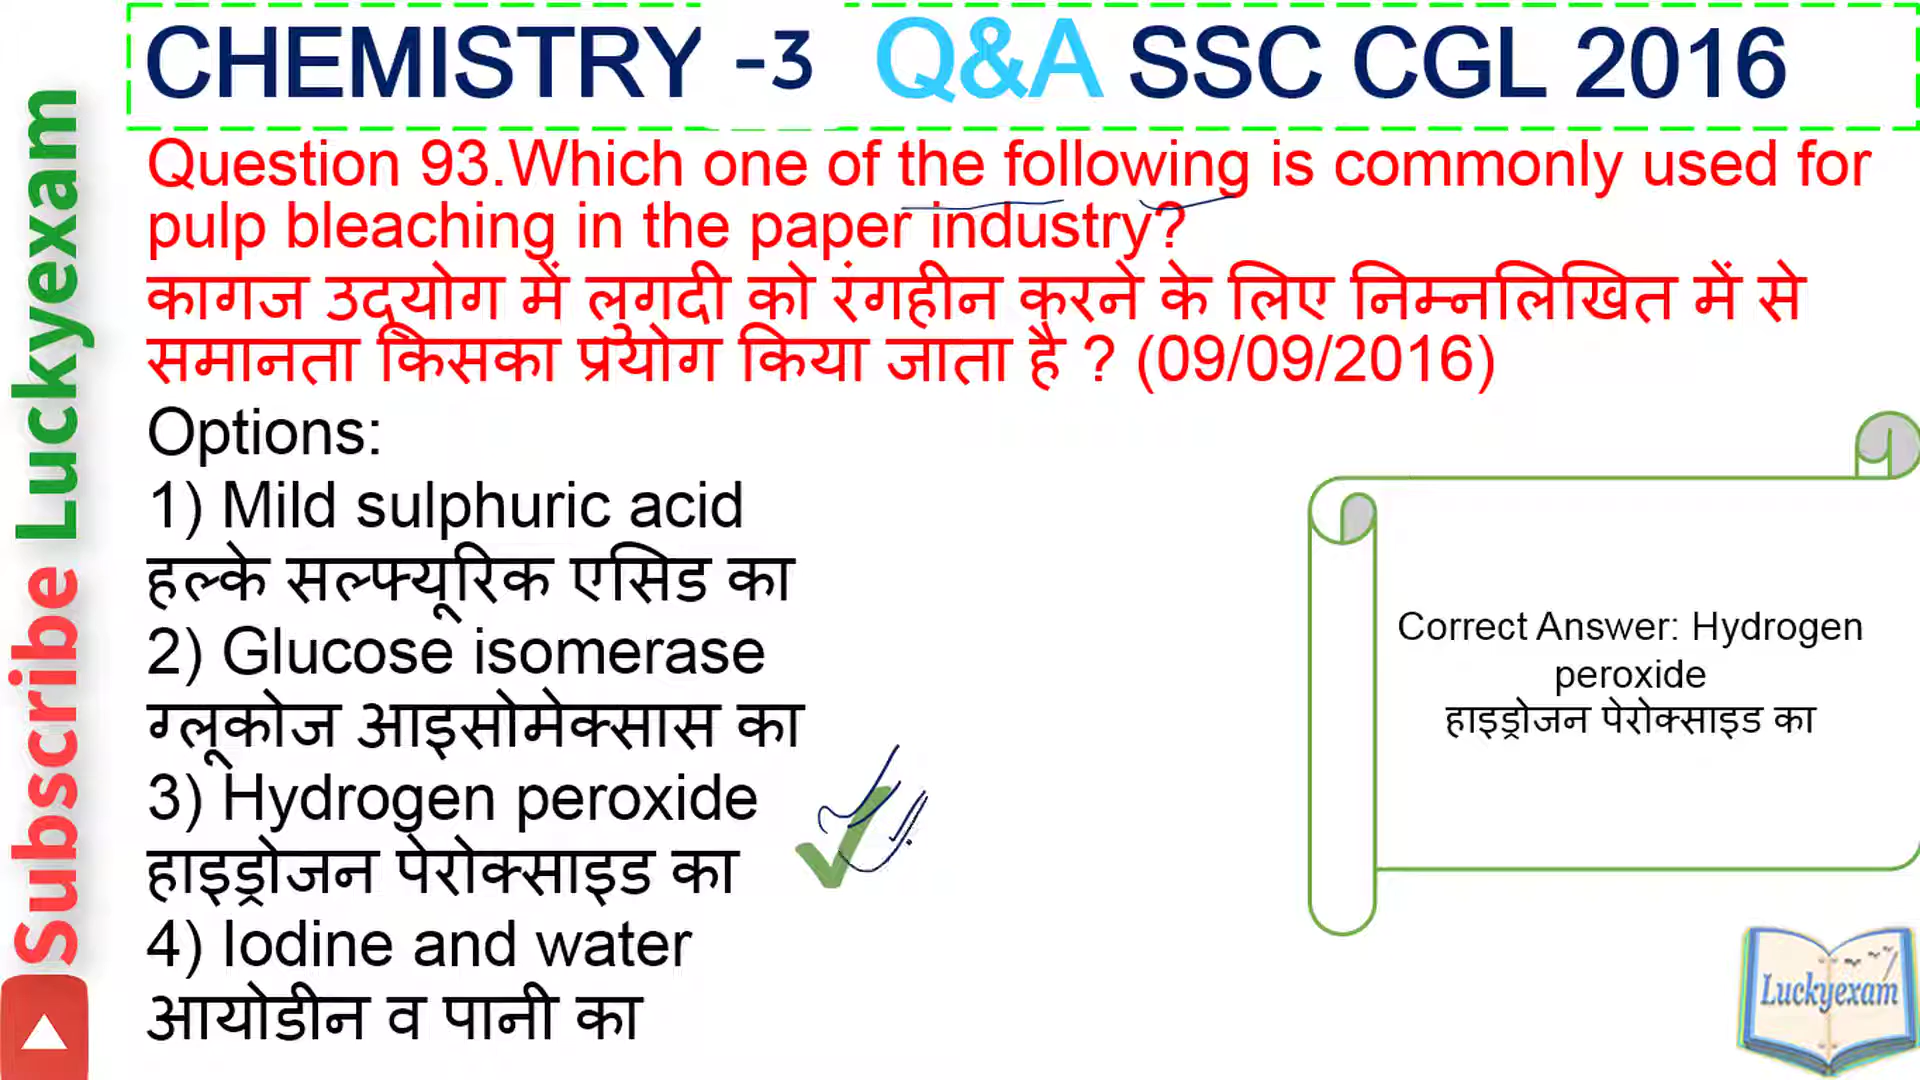 CHEMISTRY -3 Q&A SSC CGL 2016
Question 93.Which one of the following is commonly used for
pulp bleaching in the paper industry?
कागज उद्योग में लुगदी को रंगहीन करने के लिए निम्नलिखित में से
समानता किसका प्रयोग किया जाता है ? (09/09/2016)
Options:
1) Mild sulphuric acid
हल्के सल्फ्यूरिक एसिड का
2) Glucose isomerase
ग्लूकोज आइसोमेक्सास का
3) Hydrogen peroxide
हाइड्रोजन पेरोक्साइड का
4) Iodine and water
आयोडीन व पानी का
Correct Answer: Hydrogen
peroxide
हाइड्रोजन पेरोक्साइड का
Subscribe Luckyexam
Luckyexam